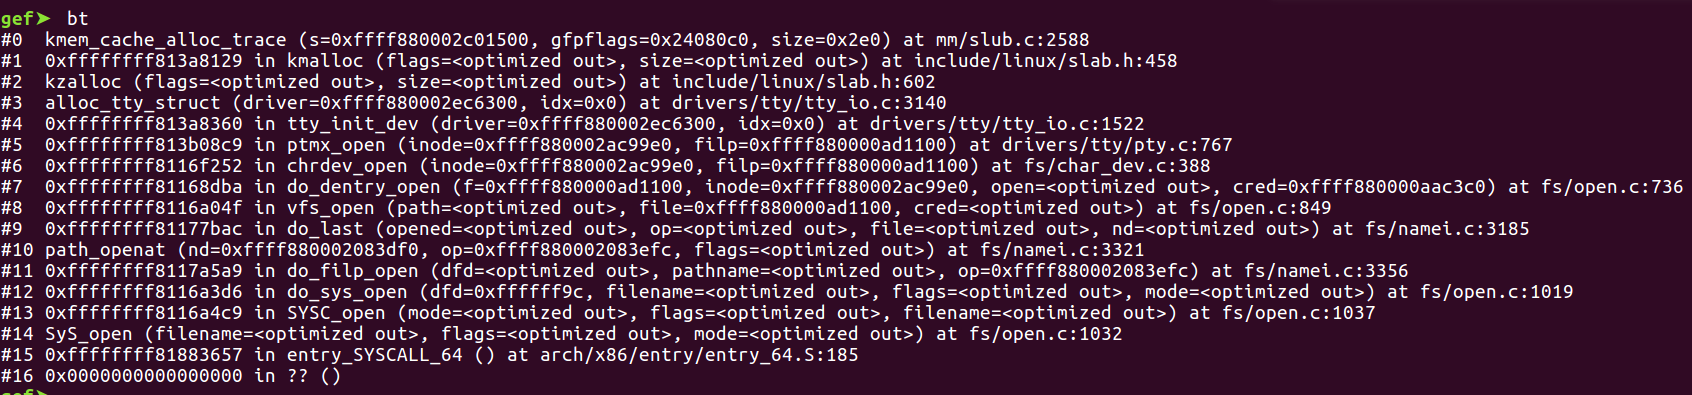 gef➤  bt
#0  kmem_cache_alloc_trace (s=0xffff880002c01500, gfpflags=0x24080c0, size=0x2e0) at mm/slub.c:2588
#1  0xffffffff813a8129 in kmalloc (flags=<optimized out>, size=<optimized out>) at include/linux/slab.h:458
#2  kzalloc (flags=<optimized out>, size=<optimized out>) at include/linux/slab.h:602
#3  alloc_tty_struct (driver=0xffff880002ec6300, idx=0x0) at drivers/tty/tty_io.c:3140
#4  0xffffffff813a8360 in tty_init_dev (driver=0xffff880002ec6300, idx=0x0) at drivers/tty/tty_io.c:1522
#5  0xffffffff813b08c9 in ptmx_open (inode=0xffff880002ac99e0, filp=0xffff880000ad1100) at drivers/tty/pty.c:767
#6  0xffffffff8116f252 in chrdev_open (inode=0xffff880002ac99e0, filp=0xffff880000ad1100) at fs/char_dev.c:388
#7  0xffffffff81168dba in do_dentry_open (f=0xffff880000ad1100, inode=0xffff880002ac99e0, open=<optimized out>, cred=0xffff880000aac3c0) at fs/open.c:736
#8  0xffffffff8116a04f in vfs_open (path=<optimized out>, file=0xffff880000ad1100, cred=<optimized out>) at fs/open.c:849
#9  0xffffffff81177bac in do_last (opened=<optimized out>, op=<optimized out>, file=<optimized out>, nd=<optimized out>) at fs/namei.c:3185
#10 path_openat (nd=0xffff880002083df0, op=0xffff880002083efc, flags=<optimized out>) at fs/namei.c:3321
#11 0xffffffff8117a5a9 in do_filp_open (dfd=<optimized out>, pathname=<optimized out>, op=0xffff880002083efc) at fs/namei.c:3356
#12 0xffffffff8116a3d6 in do_sys_open (dfd=0xffffff9c, filename=<optimized out>, flags=<optimized out>, mode=<optimized out>) at fs/open.c:1019
#13 0xffffffff8116a4c9 in SYSC_open (mode=<optimized out>, flags=<optimized out>, filename=<optimized out>) at fs/open.c:1037
#14 SyS_open (filename=<optimized out>, flags=<optimized out>, mode=<optimized out>) at fs/open.c:1032
#15 0xffffffff81883657 in entry_SYSCALL_64 () at arch/x86/entry/entry_64.S:185
#16 0x0000000000000000 in ?? ()
gef➤